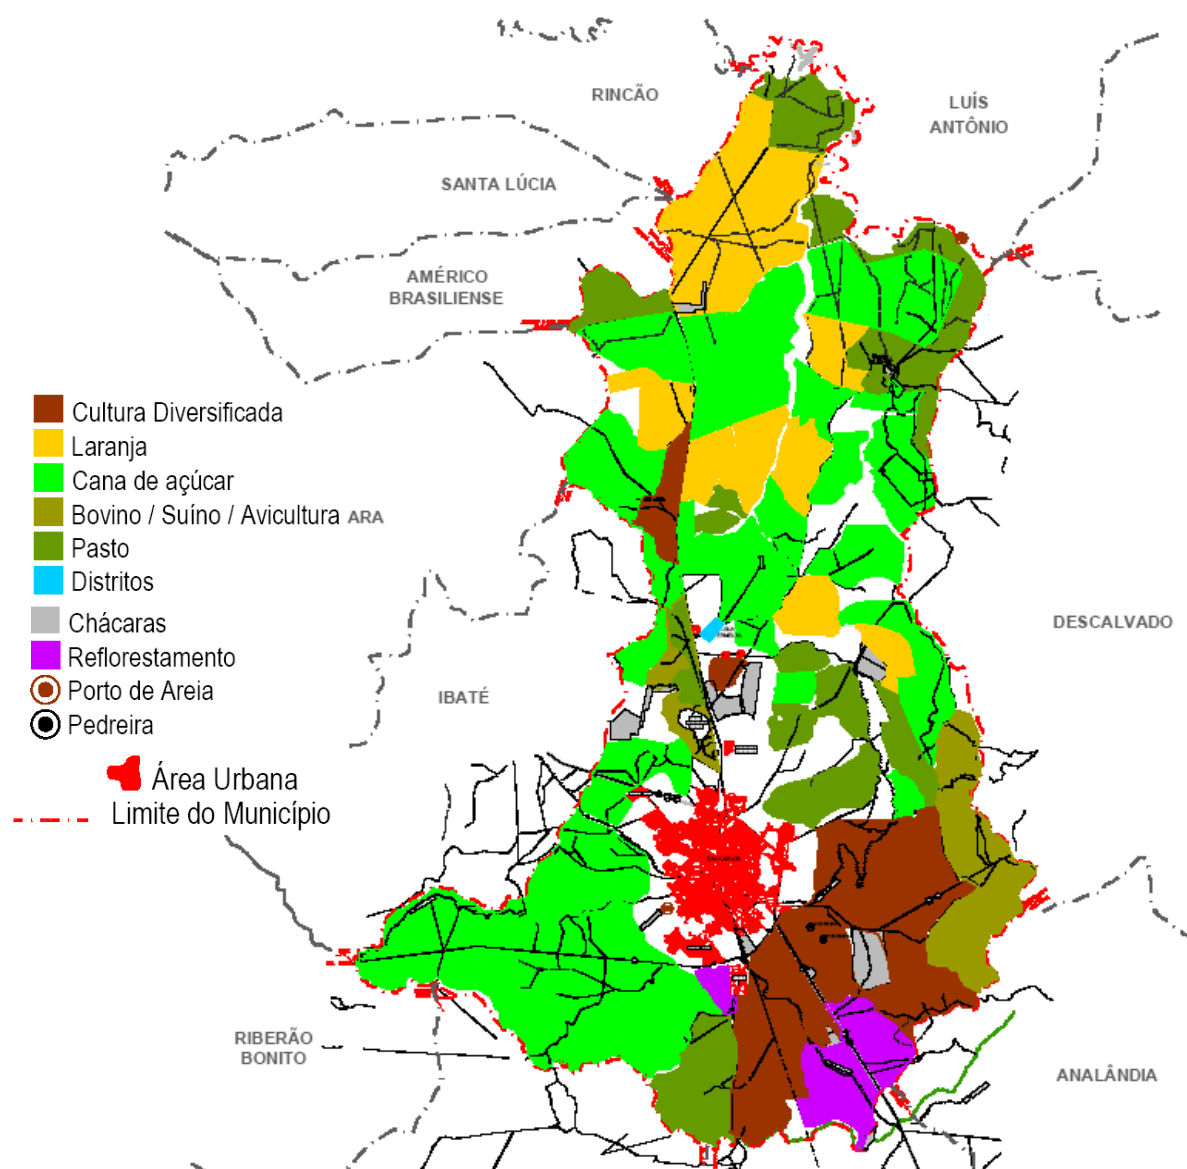 RINCÃO
LUÍS
ANTÔNIO
SANTA LÚCIA
AMÉRICO
BRASILIENSE
Cultura Diversificada
Laranja
Cana de açúcar
Bovino / Suíno / Avicultura
ARA
Pasto
Distritos
Chácaras
Reflorestamento
Porto de Areia
Pedreira
Área Urbana
Limite do Município
DESCALVADO
IBATÉ
RIBERÃO
BONITO
ANALÂNDIA